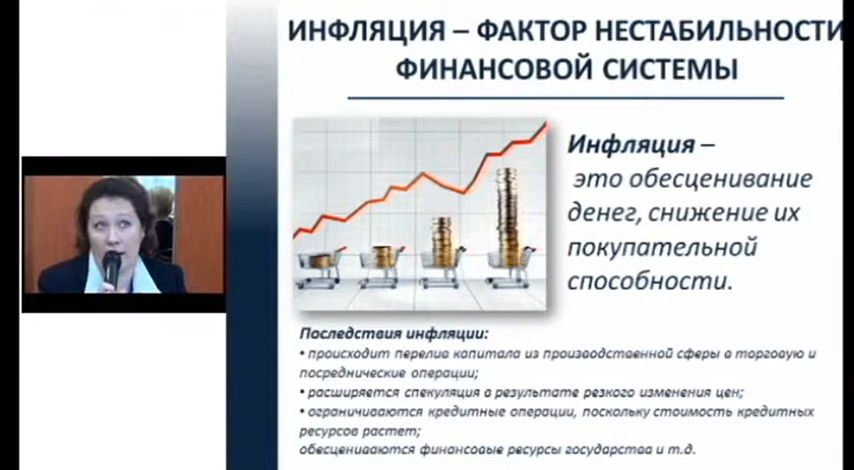 ИНФЛЯЦИЯ – ФАКТОР НЕСТАБИЛЬНОСТИ
ФИНАНСОВОЙ СИСТЕМЫ
Инфляция –
это обесценивание
денег, снижение их
покупательной
способности.
Последствия инфляции:
• происходит перелив капитала из производственной сферы в торговую и
посреднические операции;
• расширяется спекуляция в результате резкого изменения цен;
• ограничиваются кредитные операции, поскольку стоимость кредитных
ресурсов растет;
обесцениваются финансовые ресурсы государства и т.д.